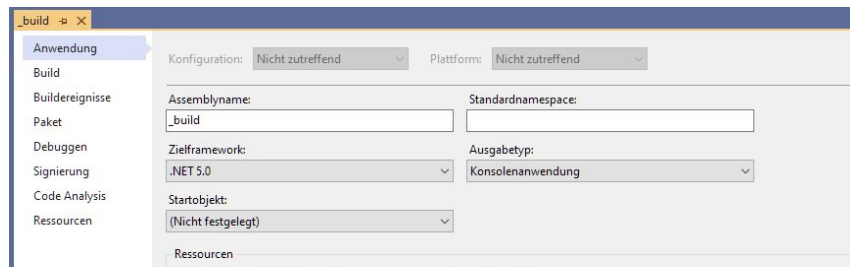 _build
Anwendung
Build
Buildereignisse
Paket
Debuggen
Signierung
Code Analysis
Ressourcen
Konfiguration: Nicht zutreffend Plattform: Nicht zutreffend
Assemblyname: Standardnamespace:
_build
Zielframework: Ausgabetyp:
.NET 5.0 Konsolenanwendung
Startobjekt:
(Nicht festgelegt)
Ressourcen